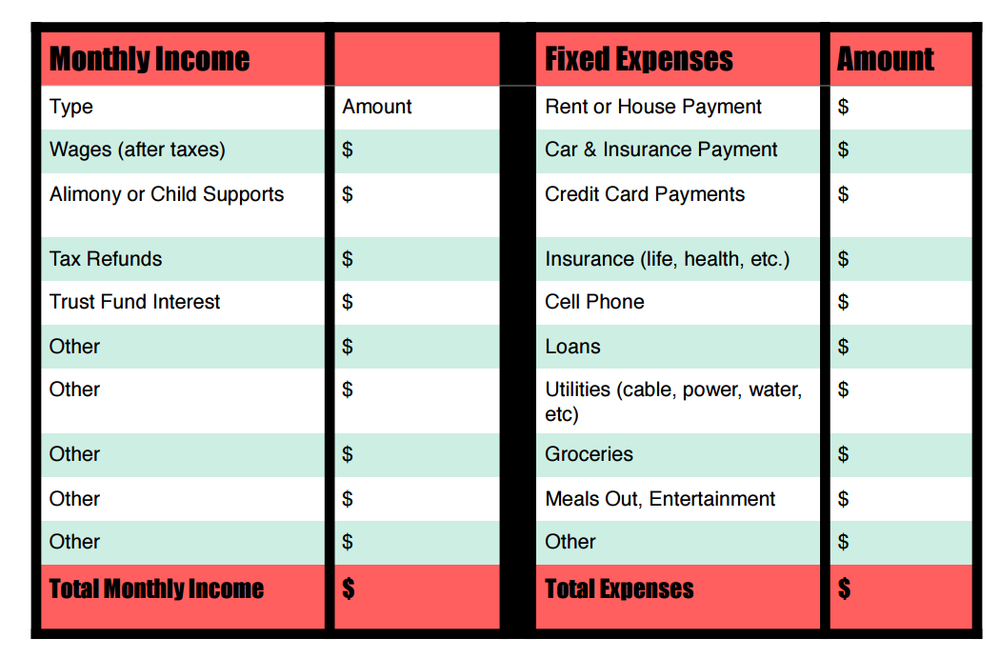 Monthly Income Fixed Expenses Amount
Type Amount Rent or House Payment $
Wages (after taxes) $ Car & Insurance Payment $
Alimony or Child Supports $ Credit Card Payments $
Tax Refunds $ Insurance (life, health, etc.) $
Trust Fund Interest $ Cell Phone $
Other $ Loans $
Other $ Utilities (cable, power, water,
etc) $
Other $ Groceries $
Other $ Meals Out, Entertainment $
Other $ Other $
Total Monthly Income $ Total Expenses $